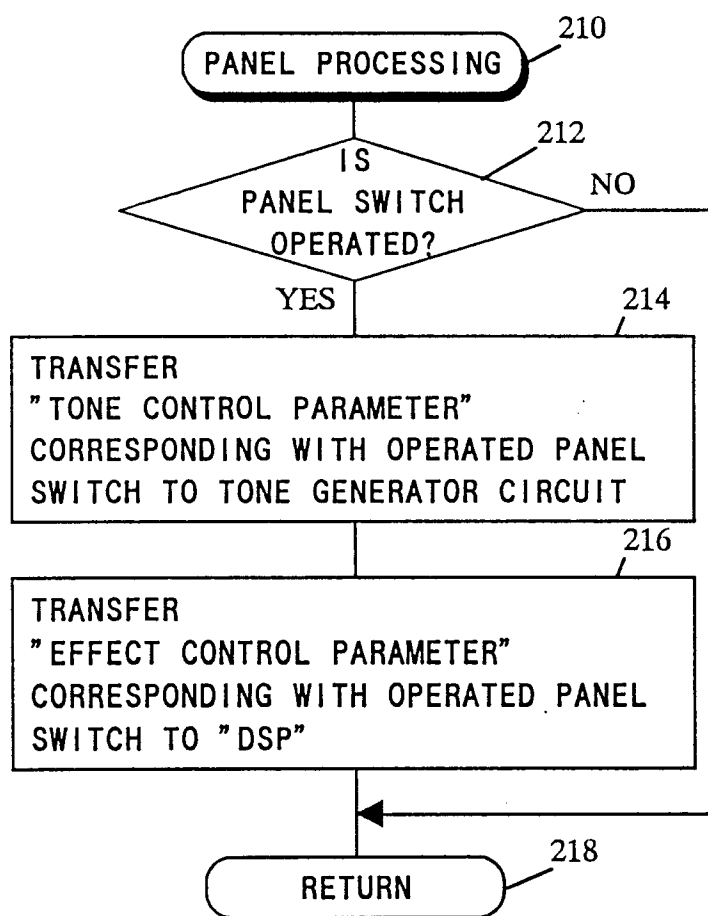 210
PANEL PROCESSING
212
IS
PANEL SWITCH
OPERATED?
NO
YES
214
TRANSFER
"TONE CONTROL PARAMETER"
CORRESPONDING WITH OPERATED PANEL
SWITCH TO TONE GENERATOR CIRCUIT
216
TRANSFER
"EFFECT CONTROL PARAMETER"
CORRESPONDING WITH OPERATED PANEL
SWITCH TO "DSP"
218
RETURN